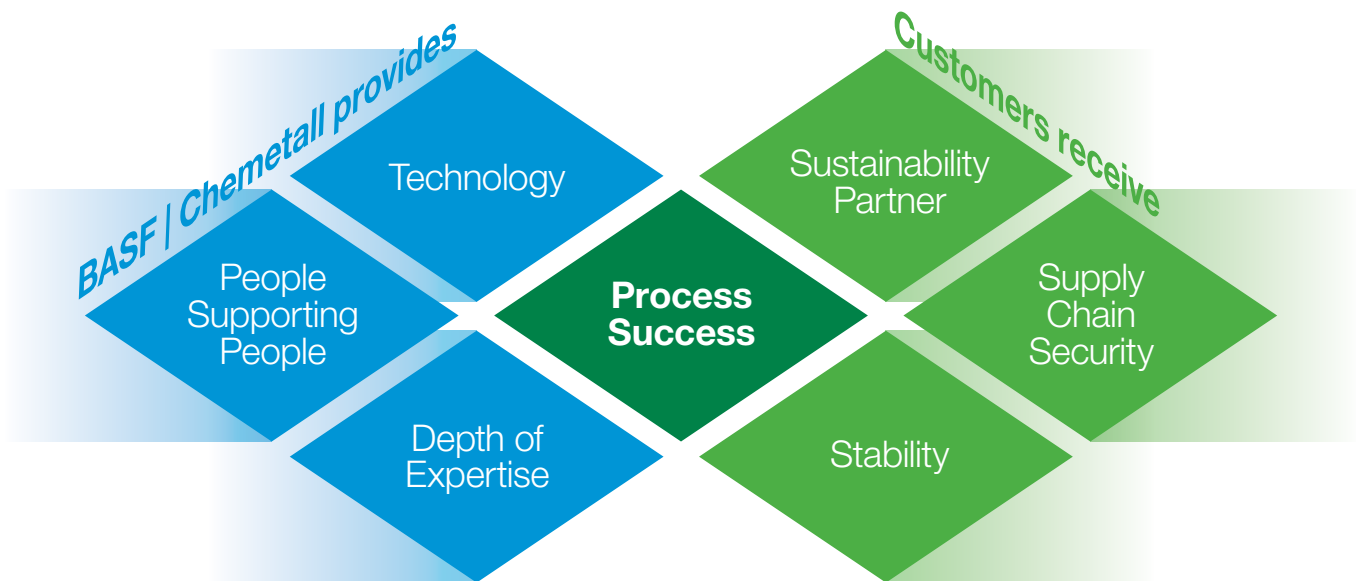 BASF | Chemetall provides
Technology
People
Supporting
People
Depth of
Expertise
Process
Success
Customers receive
Sustainability
Partner
Supply
Chain
Security
Stability